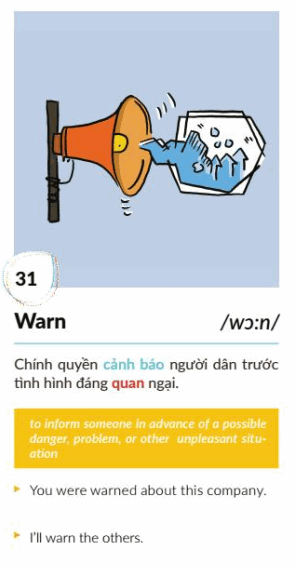 31
Warn /wɔ:n/
Chính quyền cảnh báo người dân trước
tình hình đáng quan ngại.
to inform someone in advance of a possible
danger, problem, or other unpleasant situ-
ation
You were warned about this company.
I'll warn the others.